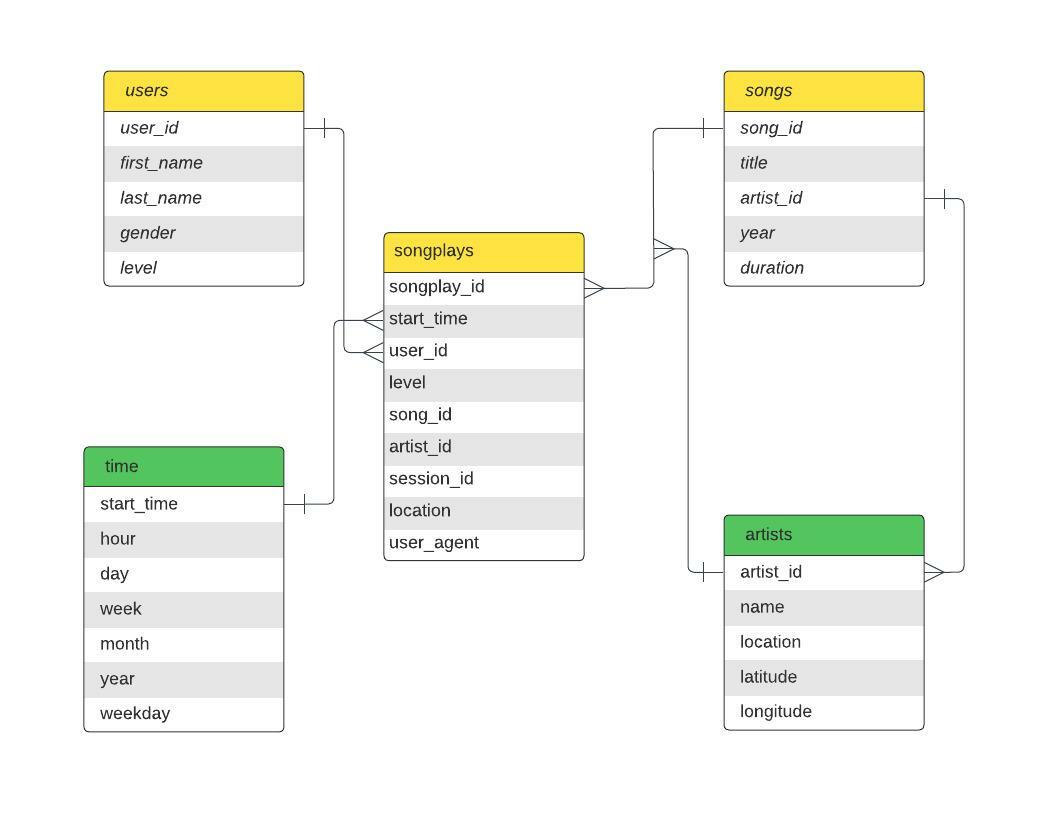 users
user_id
first_name
last_name
gender
level
songs
song_id
title
artist_id
year
duration
songplays
songplay_id
start_time
user_id
level
song_id
artist_id
session_id
location
user_agent
time
start_time
hour
day
week
month
year
weekday
artists
artist_id
name
location
latitude
longitude